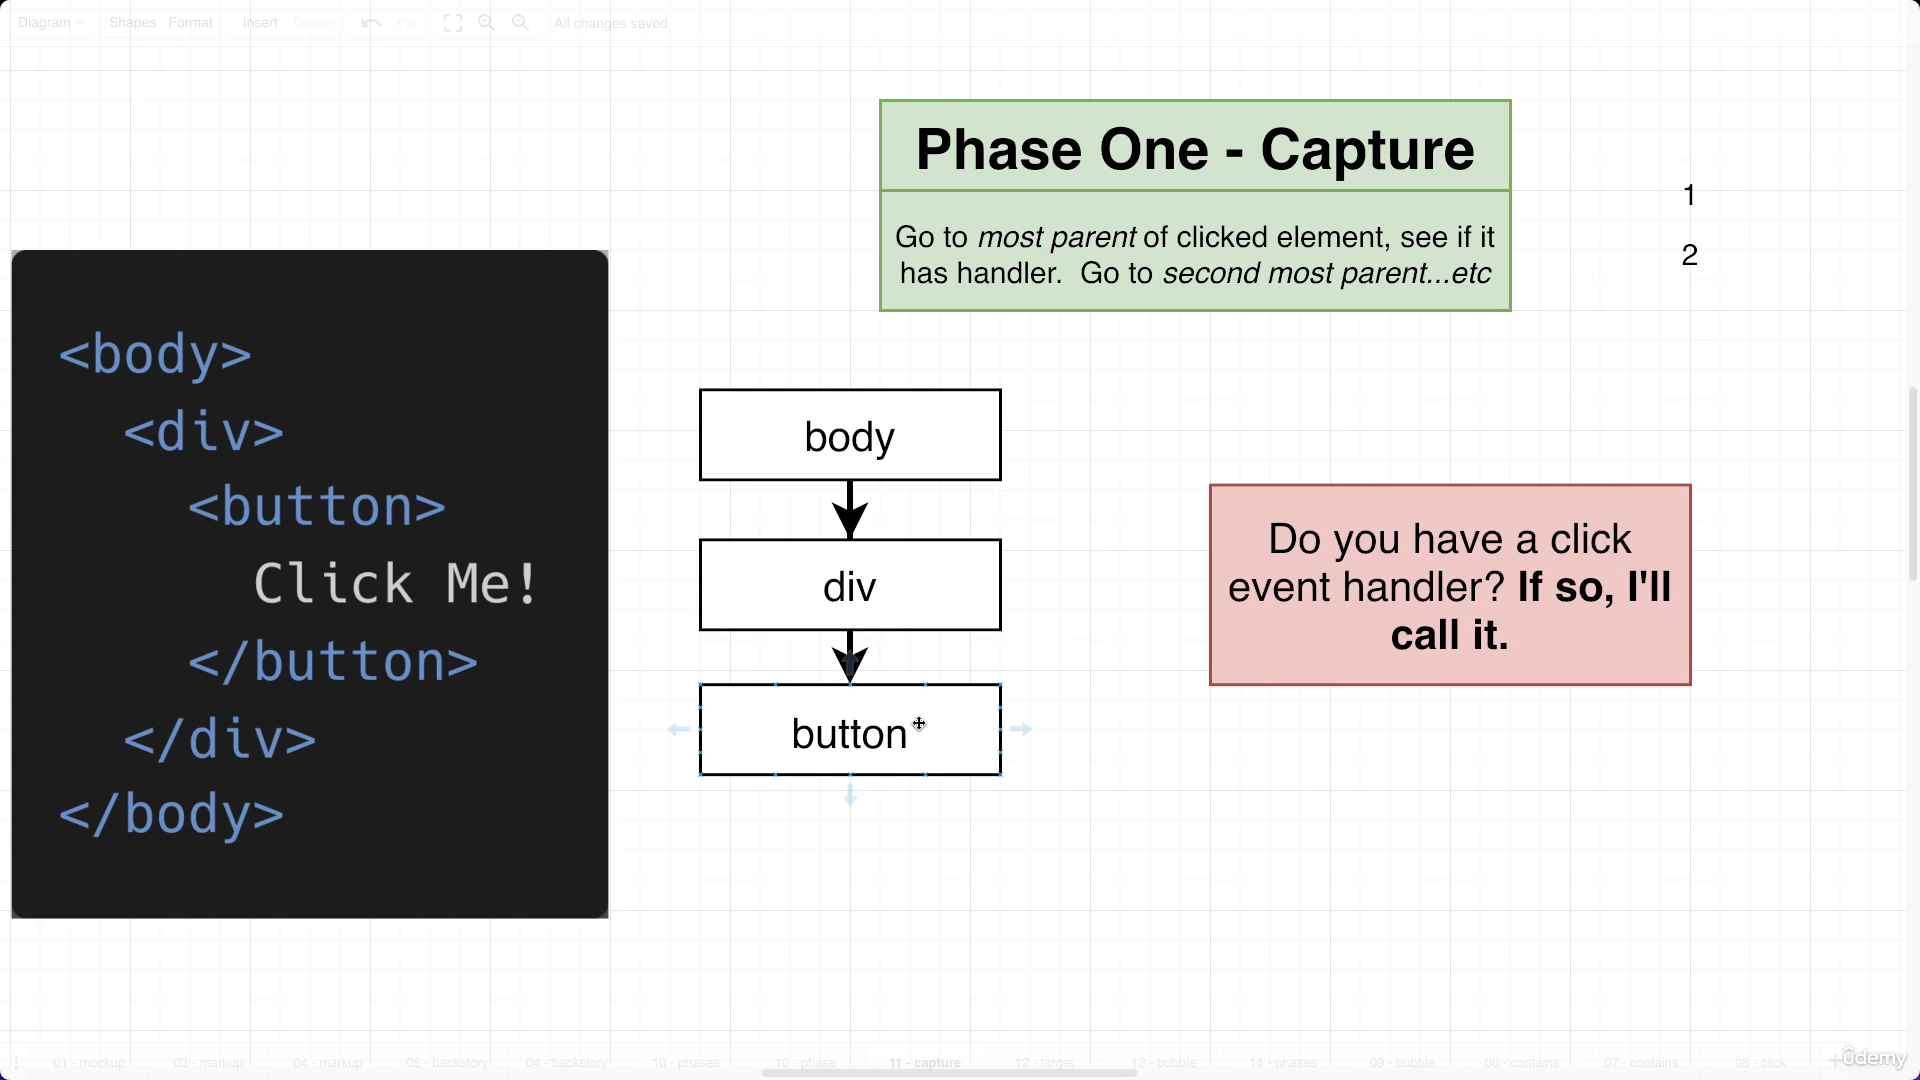 Diagram
Shapes
Format
Insert
Delete
All changes saved
Phase One - Capture
Go to most parent of clicked element, see if it
has handler.  Go to second most parent...etc
1
2
<body>
<div>
<button>
Click Me!
</button>
</div>
</body>
body
div
button
Do you have a click
event handler? If so, I'll
call it.
01 - mockup
03 - markup
04 - markup
05 - backstory
04 - backstory
10 - phases
10 - phase
11 - capture
12 - target
13 - bubble
14 - phases
09 - bubble
06 - contains
07 - contains
08 - click
ûdemy